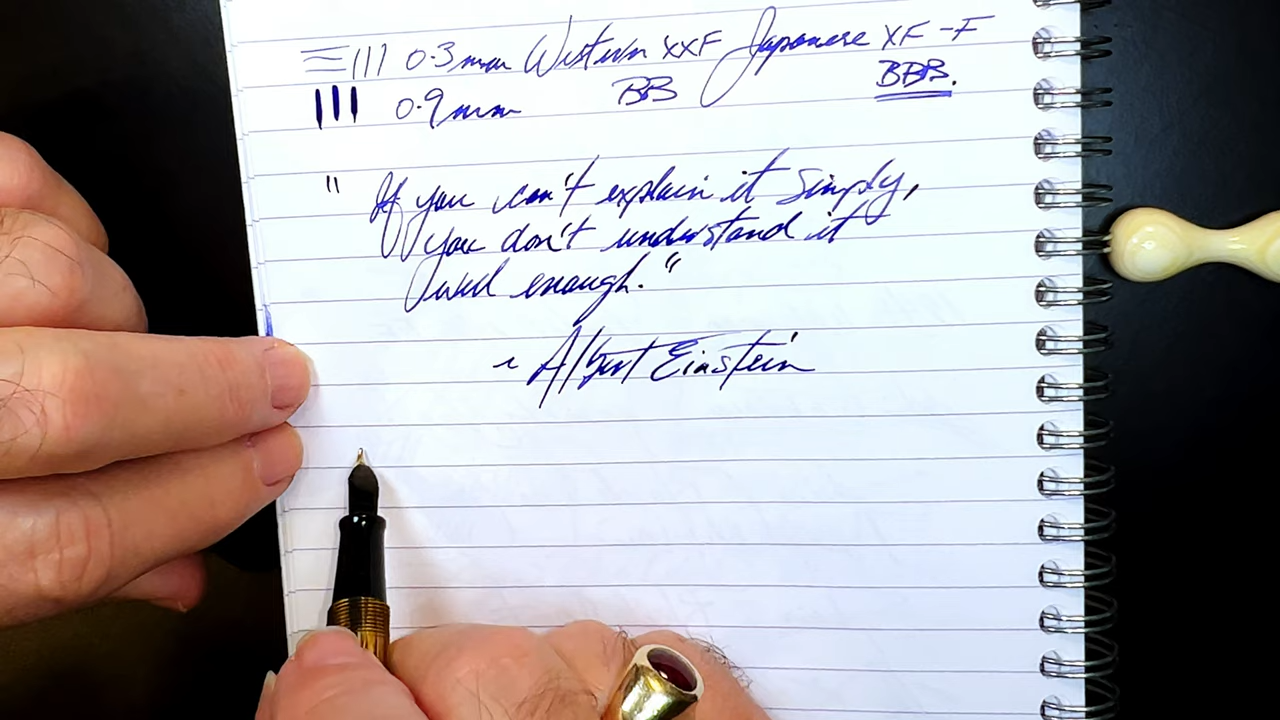 0.3mm Western XXF Japanese XF-F
0.9mm BB BBB.
"If you can't explain it simply,
you don't understand it
well enough."
~ Albert Einstein